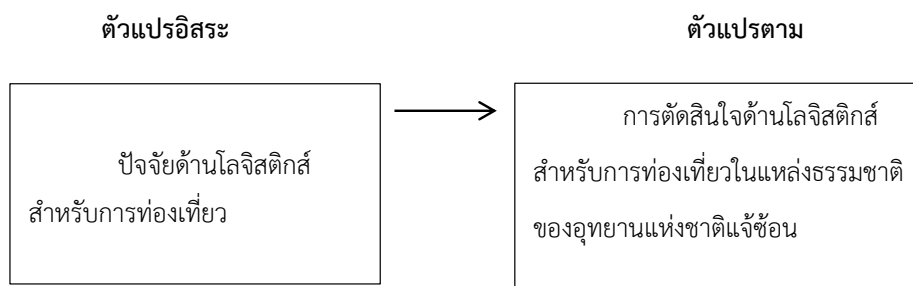 ตัวแปรอิสระ
ตัวแปรตาม
ปัจจัยด้านโลจิสติกส์
สำหรับการท่องเที่ยว
การตัดสินใจด้านโลจิสติกส์
สำหรับการท่องเที่ยวในแหล่งธรรมชาติ
ของอุทยานแห่งชาติแจ้ซ้อน